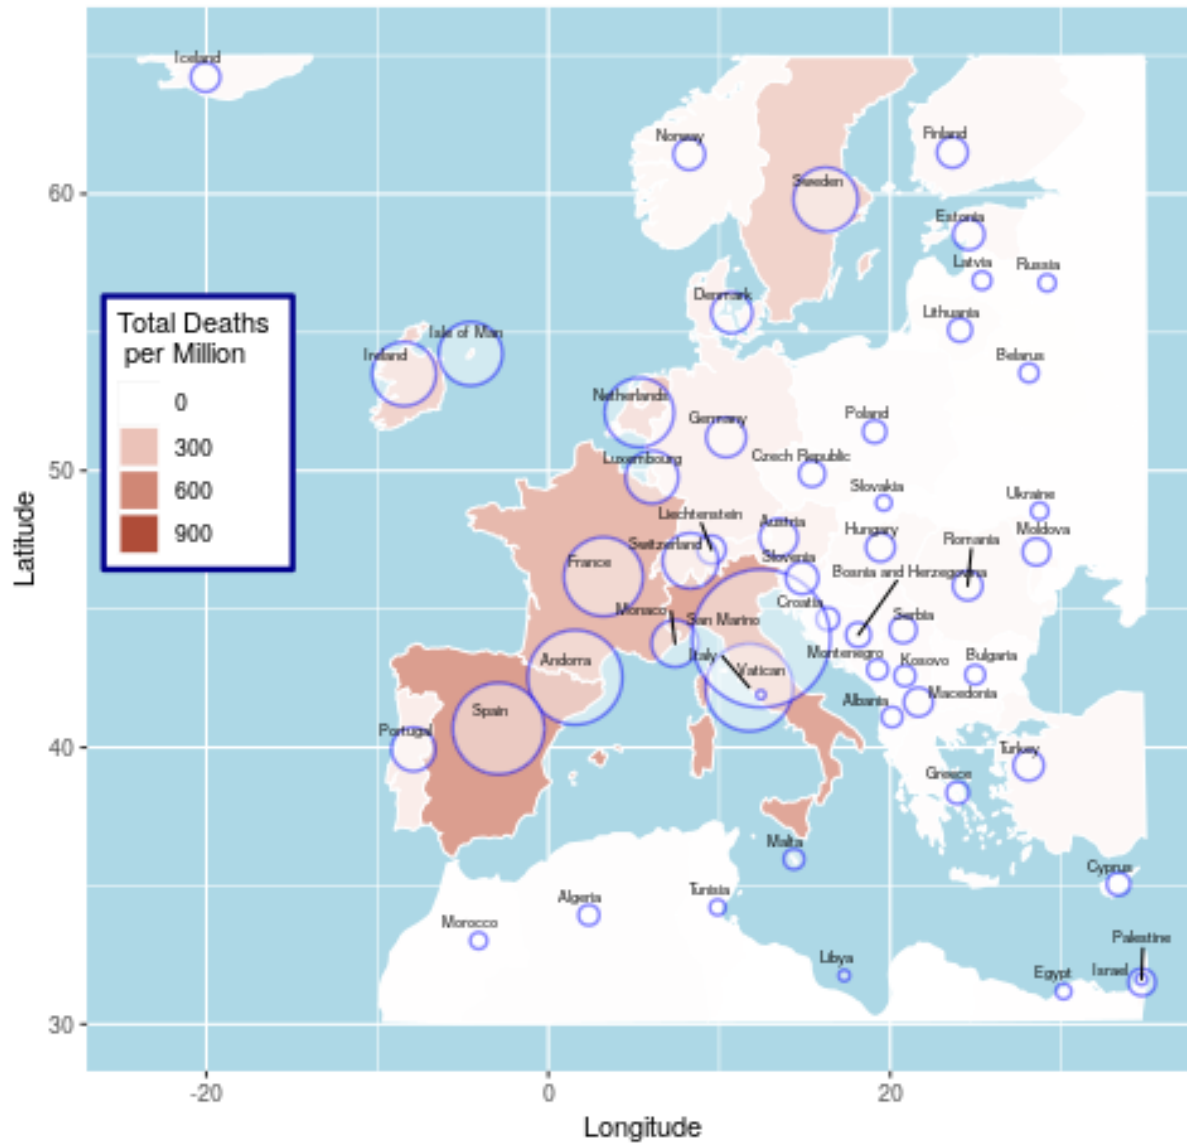 Iceland
Norway
Finland
Sweden
Estonia
Latvia
Russia
Denmark
Lithuania
Isle of Man
Ireland
Belarus
Netherlands
Germany
Poland
Luxembourg
Czech Republic
Slovakia
Ukraine
Liechtenstein
Austria
Hungary
Moldova
Switzerland
Romania
France
Slovenia
Bosnia and Herzegovina
Monaco
San Marino
Croatia
Serbia
Andorra
Italy
Vatican
Montenegro
Kosovo
Bulgaria
Albania
Macedonia
Spain
Portugal
Turkey
Greece
Malta
Cyprus
Tunisia
Algeria
Morocco
Palestine
Libya
Egypt
Israel
Total Deaths
per Million
0
300
600
900
60
50
40
30
Latitude
-20
0
20
Longitude